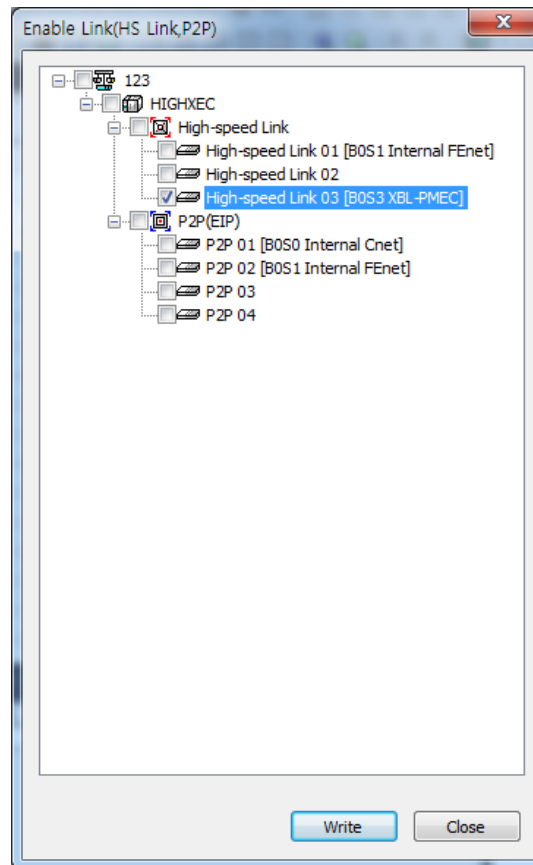 Enable Link(HS Link,P2P)
123
HIGHXEC
High-speed Link
High-speed Link 01 [B0S1 Internal FEnet]
High-speed Link 02
High-speed Link 03 [B0S3 XBL-PMEC]
P2P(EIP)
P2P 01 [B0S0 Internal Cnet]
P2P 02 [B0S1 Internal FEnet]
P2P 03
P2P 04
Write Close